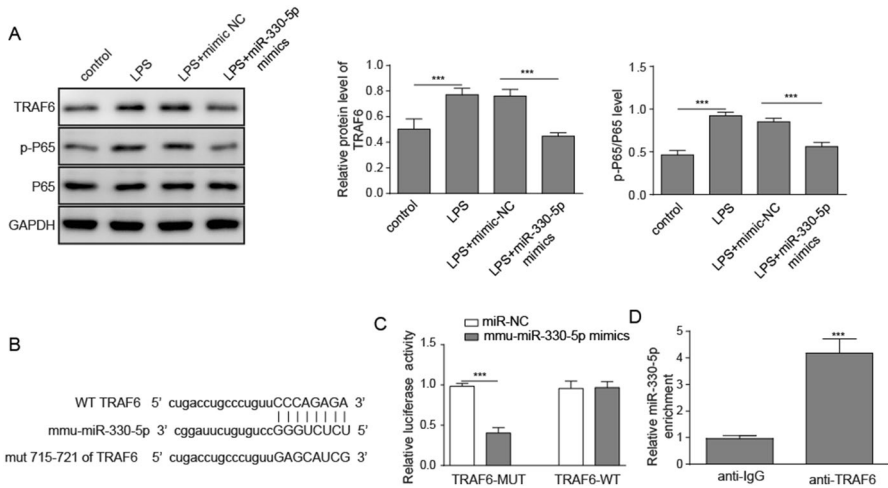 A
control
LPS
LPS+mimic NC
LPS+miR-330-5p
mimics
TRAF6
p-P65
P65
GAPDH
Relative protein level of
TRAF6
1.0
0.8
0.6
0.4
0.2
0.0
***
***
control
LPS
LPS+mimic-NC
LPS+miR-330-5p
mimics
p-P65/P65 level
1.5
1.0
0.5
0.0
***
***
control
LPS
LPS+mimic-NC
LPS+miR-330-5p
mimics
B
WT TRAF6 5' cugaccugcccuguuCCCAGAGA 3'
mmu-miR-330-5p 3' cggauucuguguccGGGUCUCU 5'
mut 715-721 of TRAF6 5' cugaccugcccuguuGAGCAUCG 3'
C
miR-NC
mmu-miR-330-5p mimics
Relative luciferase activity
1.5
1.0
0.5
0.0
***
TRAF6-MUT
TRAF6-WT
D
Relative miR-330-5p
enrichment
5
4
3
2
1
0
***
anti-IgG
anti-TRAF6